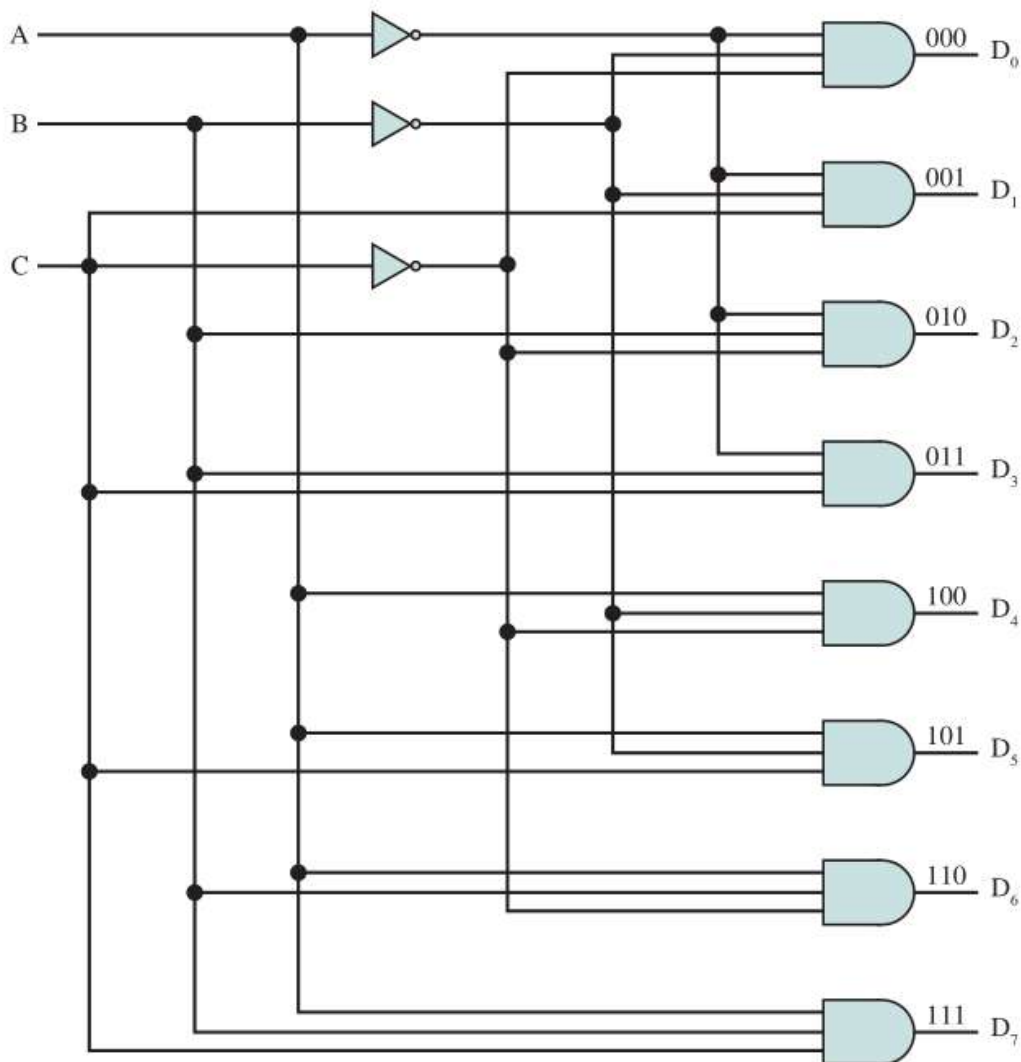 A
000 D₀
B
001 D₁
C
010 D₂
011 D₃
100 D₄
101 D₅
110 D₆
111 D₇